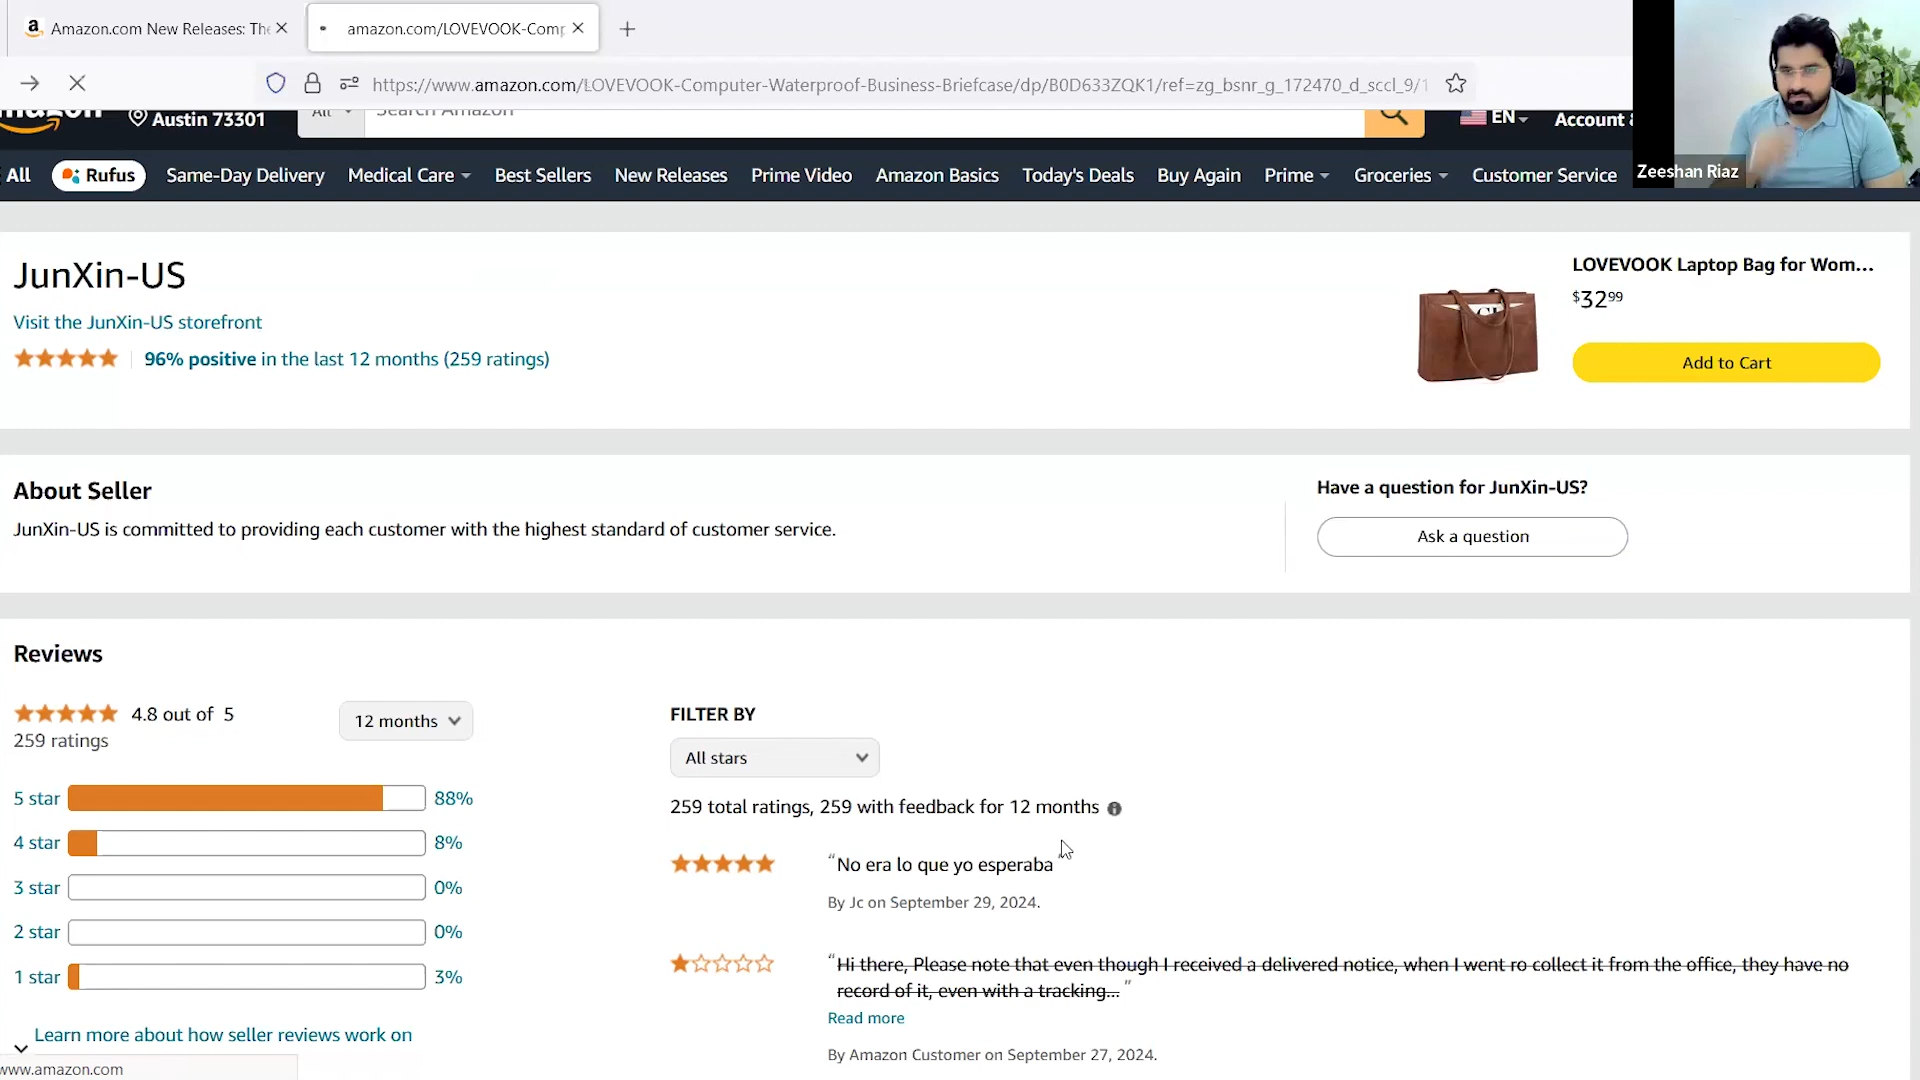 Amazon.com New Releases: The
amazon.com/LOVEVOOK-Comp
https://www.amazon.com/LOVEVOOK-Computer-Waterproof-Business-Briefcase/dp/B0D633ZQK1/ref=zg_bsnr_g_172470_d_sccl_9/1
amazon
Austin 73301
All
Search Amazon
EN
Account &
All
Rufus
Same-Day Delivery
Medical Care
Best Sellers
New Releases
Prime Video
Amazon Basics
Today's Deals
Buy Again
Prime
Groceries
Customer Service
Zeeshan Riaz
JunXin-US
Visit the JunXin-US storefront
96% positive in the last 12 months (259 ratings)
LOVEVOOK Laptop Bag for Wom...
$3299
Add to Cart
About Seller
JunXin-US is committed to providing each customer with the highest standard of customer service.
Have a question for JunXin-US?
Ask a question
Reviews
4.8 out of 5
259 ratings
12 months
5 star 88%
4 star 8%
3 star 0%
2 star 0%
1 star 3%
Learn more about how seller reviews work on
www.amazon.com
FILTER BY
All stars
259 total ratings, 259 with feedback for 12 months
“No era lo que yo esperaba”
By Jc on September 29, 2024.
“Hi there, Please note that even though I received a delivered notice, when I went ro collect it from the office, they have no
record of it, even with a tracking...”
Read more
By Amazon Customer on September 27, 2024.